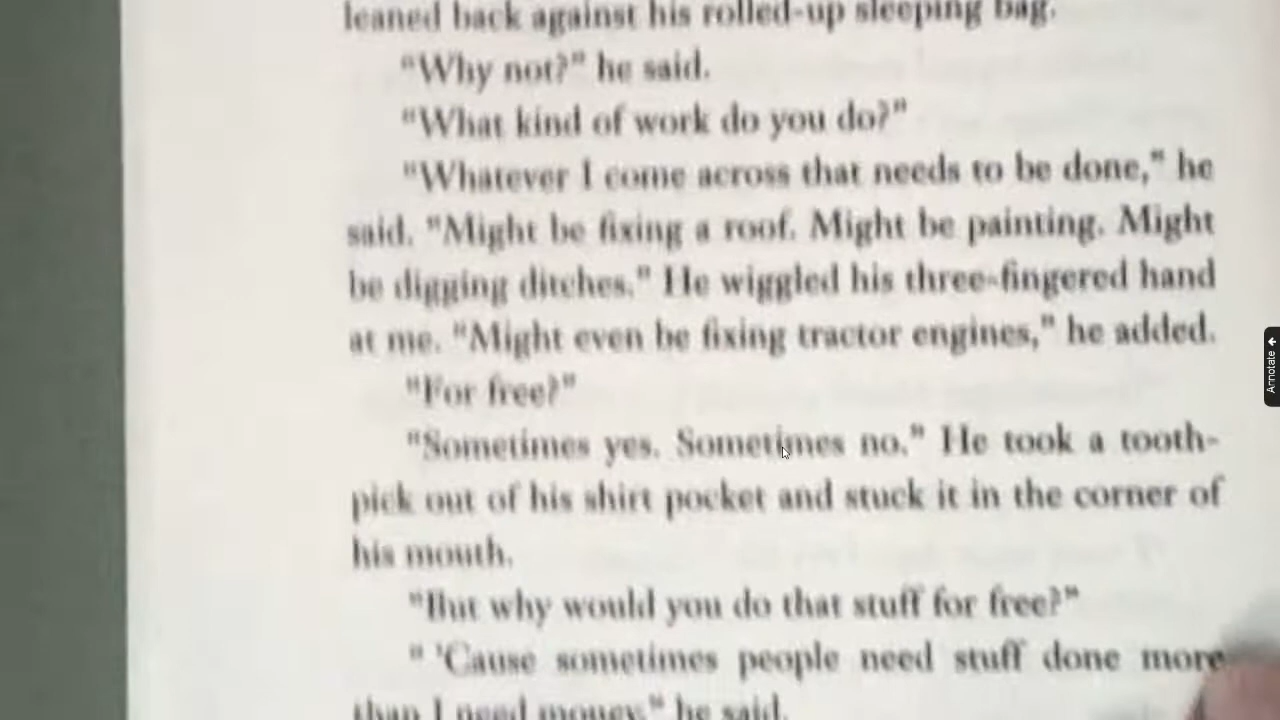 leaned back against his rolled-up sleeping bag.
“Why not?” he said.
“What kind of work do you do?”
“Whatever I come across that needs to be done,” he
said. “Might be fixing a roof. Might be painting. Might
be digging ditches.” He wiggled his three-fingered hand
at me. “Might even be fixing tractor engines,” he added.
“For free?”
“Sometimes yes. Sometimes no.” He took a tooth-
pick out of his shirt pocket and stuck it in the corner of
his mouth.
“But why would you do that stuff for free?”
“ ’Cause sometimes people need stuff done more
than I need money,” he said.
Annotate